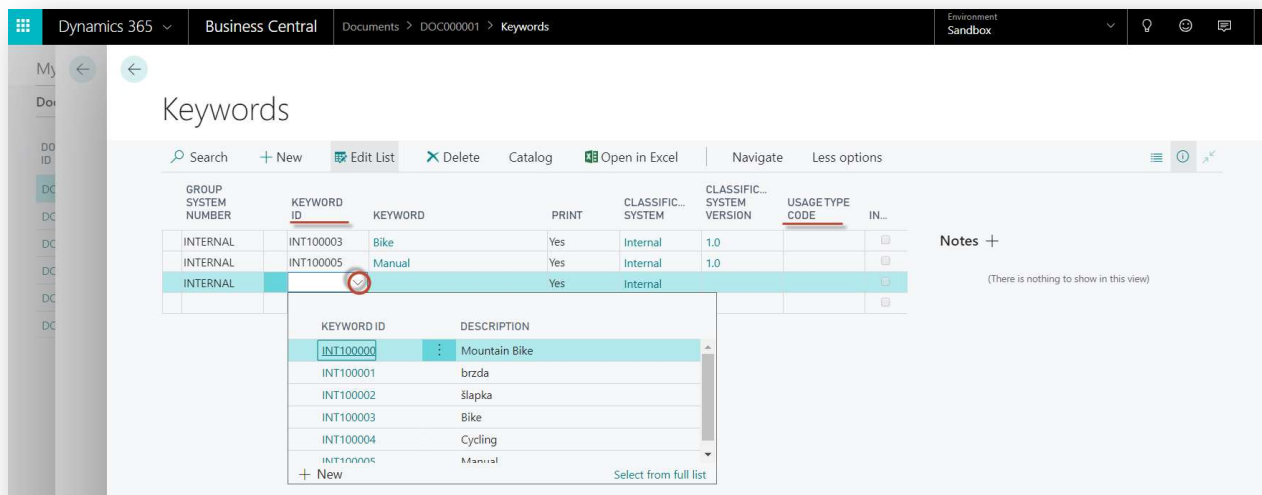 Dynamics 365 Business Central Documents > DOC000001 > Keywords Environment
Sandbox
My
Keywords
Search + New Edit List Delete Catalog Open in Excel Navigate Less options
GROUP SYSTEM NUMBER KEYWORD ID KEYWORD PRINT CLASSIFIC... SYSTEM CLASSIFIC... SYSTEM VERSION USAGE TYPE CODE IN...
INTERNAL INT100003 Bike Yes Internal 1.0
INTERNAL INT100005 Manual Yes Internal 1.0
INTERNAL Yes Internal
Notes +
(There is nothing to show in this view)
KEYWORD ID DESCRIPTION
INT100000 Mountain Bike
INT100001 brzda
INT100002 šlapka
INT100003 Bike
INT100004 Cycling
INT100005 Manual
+ New Select from full list